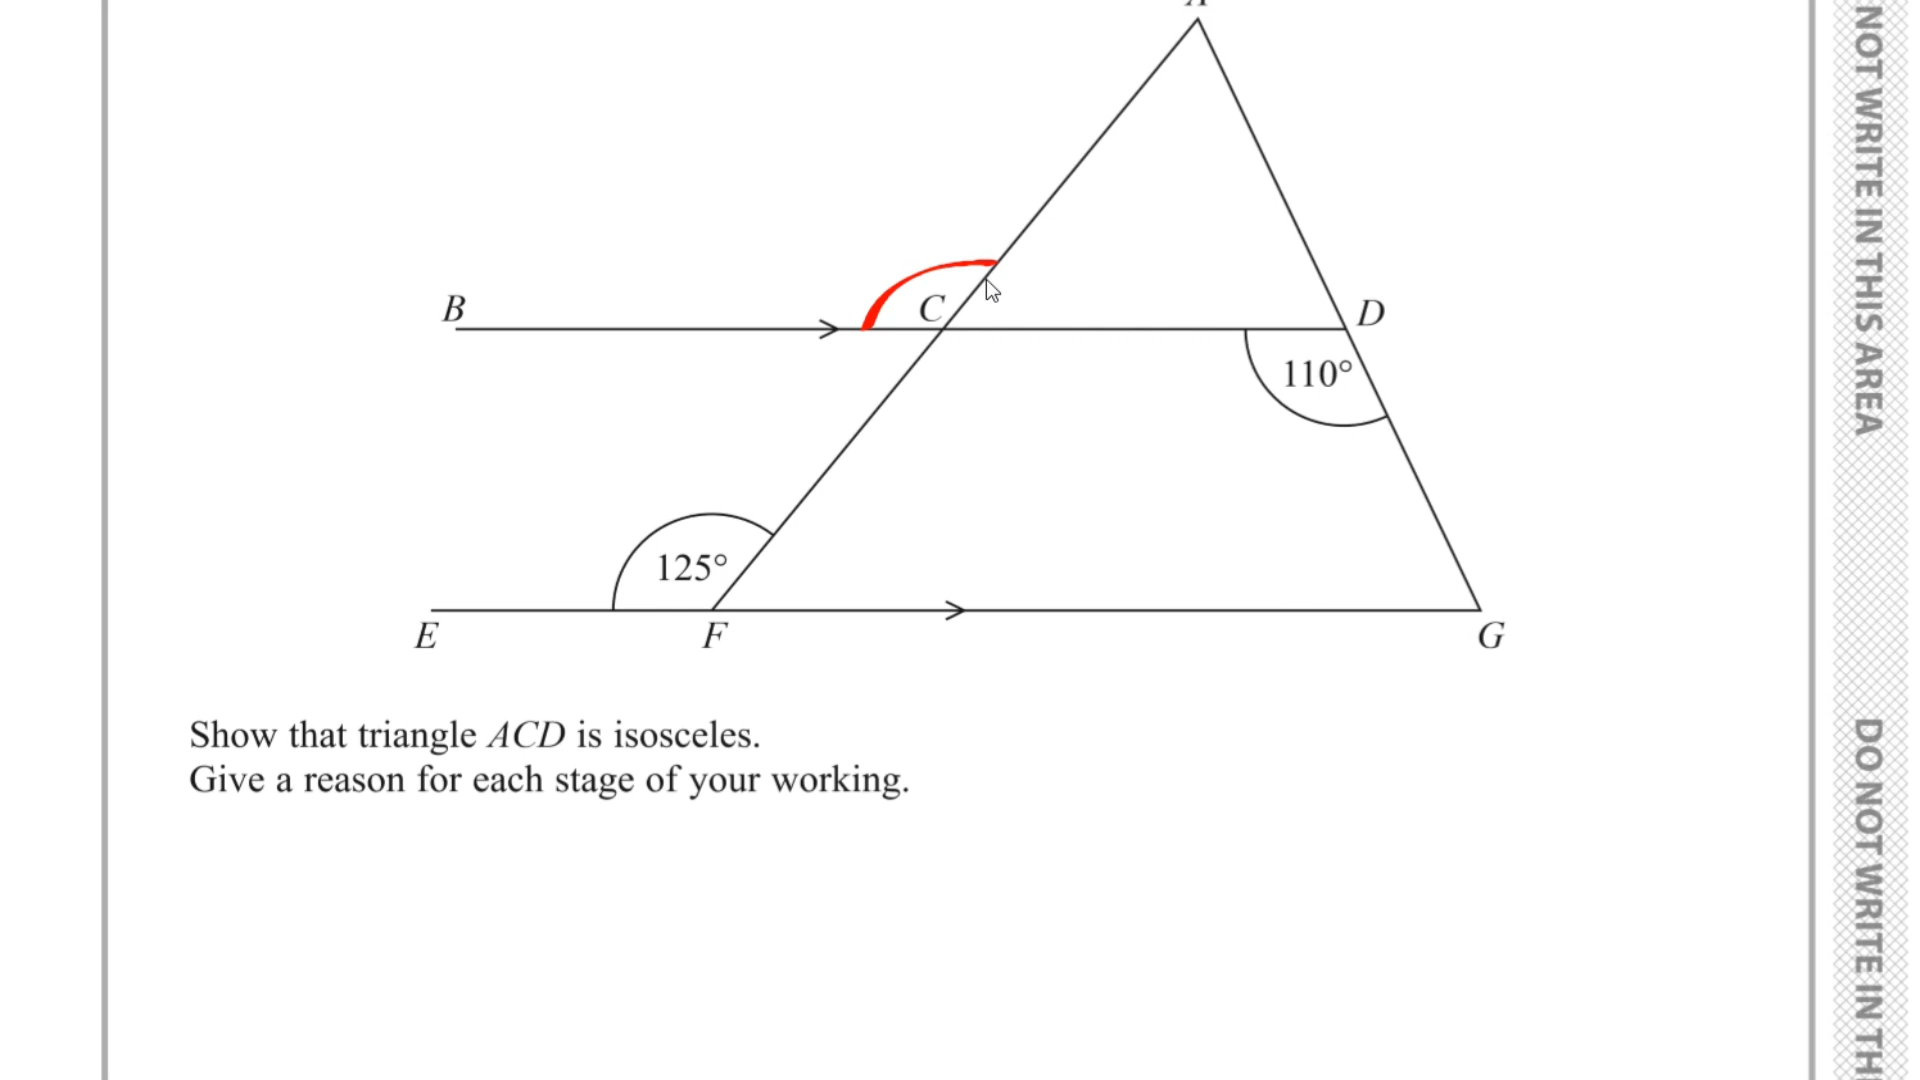 A
B
C
D
110°
125°
E
F
G
Show that triangle ACD is isosceles.
Give a reason for each stage of your working.
NOT WRITE IN THIS AREA
DO NOT WRITE IN TH